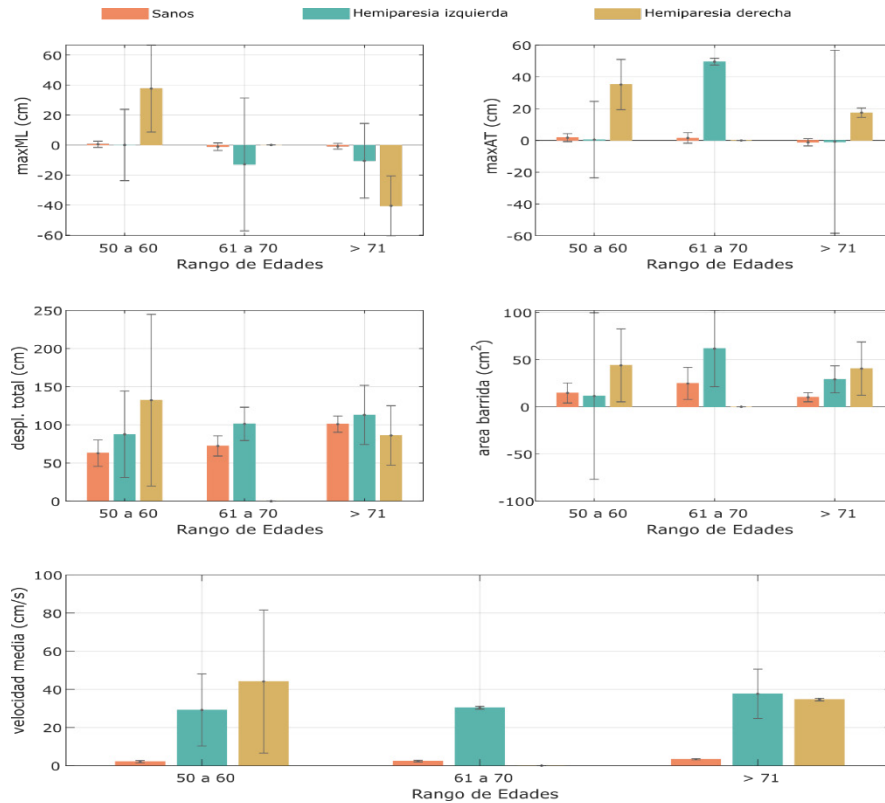 Sanos Hemiparesia izquierda Hemiparesia derecha
maxML (cm)
60
40
20
0
-20
-40
-60
50 a 60 61 a 70 > 71
Rango de Edades
maxAT (cm)
60
40
20
0
-20
-40
-60
50 a 60 61 a 70 > 71
Rango de Edades
despl. total (cm)
250
200
150
100
50
0
50 a 60 61 a 70 > 71
Rango de Edades
area barrida (cm²)
100
50
0
-50
-100
50 a 60 61 a 70 > 71
Rango de Edades
velocidad media (cm/s)
100
80
60
40
20
0
50 a 60 61 a 70 > 71
Rango de Edades